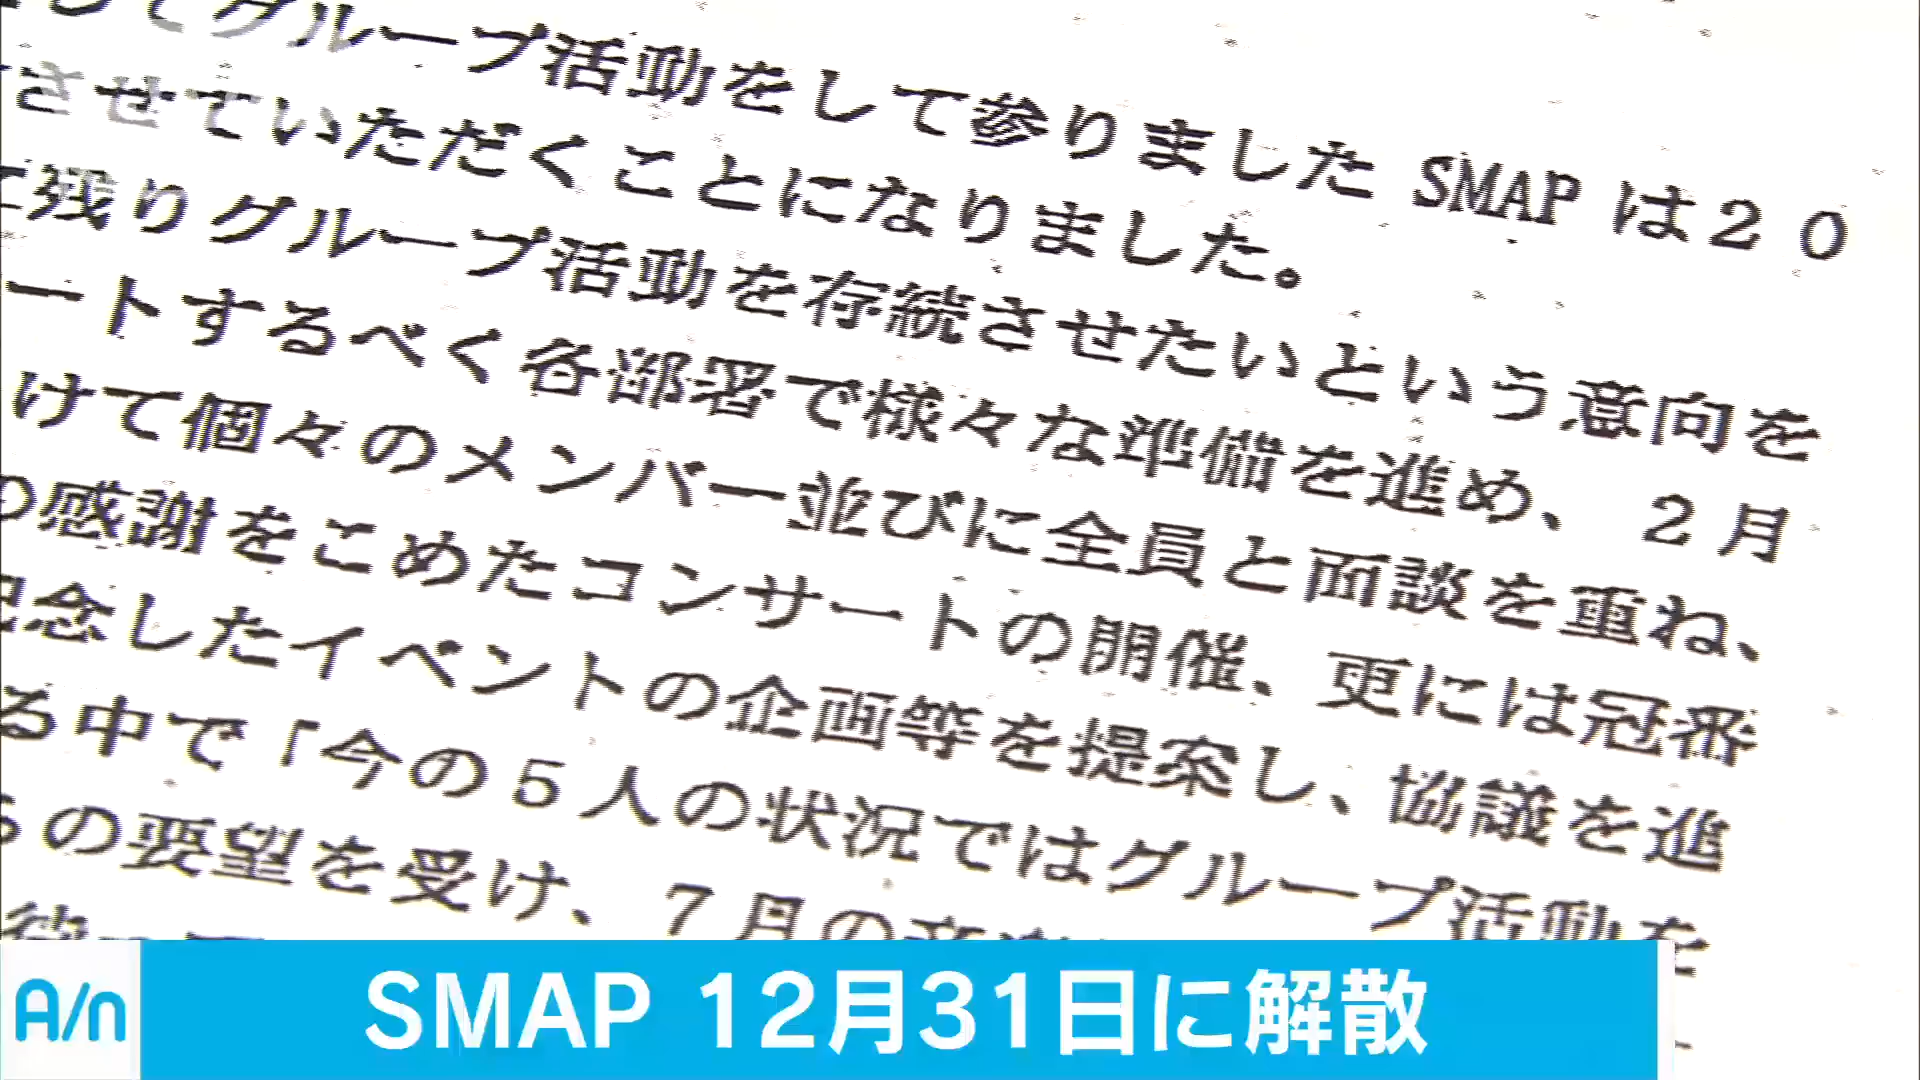 してグループ活動をして参りました SMAP は20
させていただくことになりました。
に残りグループ活動を存続させたいという意向を
ートするべく各部署で様々な準備を進め、2月
けて個々のメンバー並びに全員と面談を重ね、
の感謝をこめたコンサートの開催、更には冠番
記念したイベントの企画等を提案し、協議を進
る中で「今の5人の状況ではグループ活動を
らの要望を受け、7月の音楽
A/n
SMAP 12月31日に解散